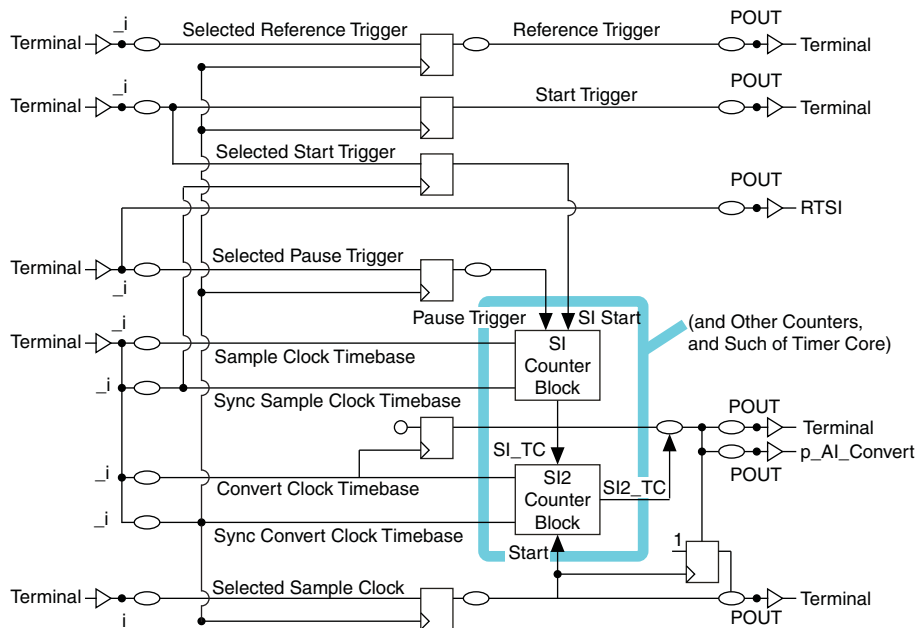 _i Selected Reference Trigger Reference Trigger POUT
Terminal Terminal
_i Start Trigger POUT
Terminal Terminal
Selected Start Trigger
POUT
RTSI
Selected Pause Trigger
Terminal
_i
Pause Trigger SI Start
(and Other Counters,
and Such of Timer Core)
_i
Terminal
Sample Clock Timebase
SI
Counter
Block
_i
Sync Sample Clock Timebase
POUT
Terminal
SI_TC
p_AI_Convert
POUT
_i
Convert Clock Timebase
SI2
Counter
Block
SI2_TC
_i
Sync Convert Clock Timebase
Start
1
Selected Sample Clock
Terminal Terminal
_i
POUT